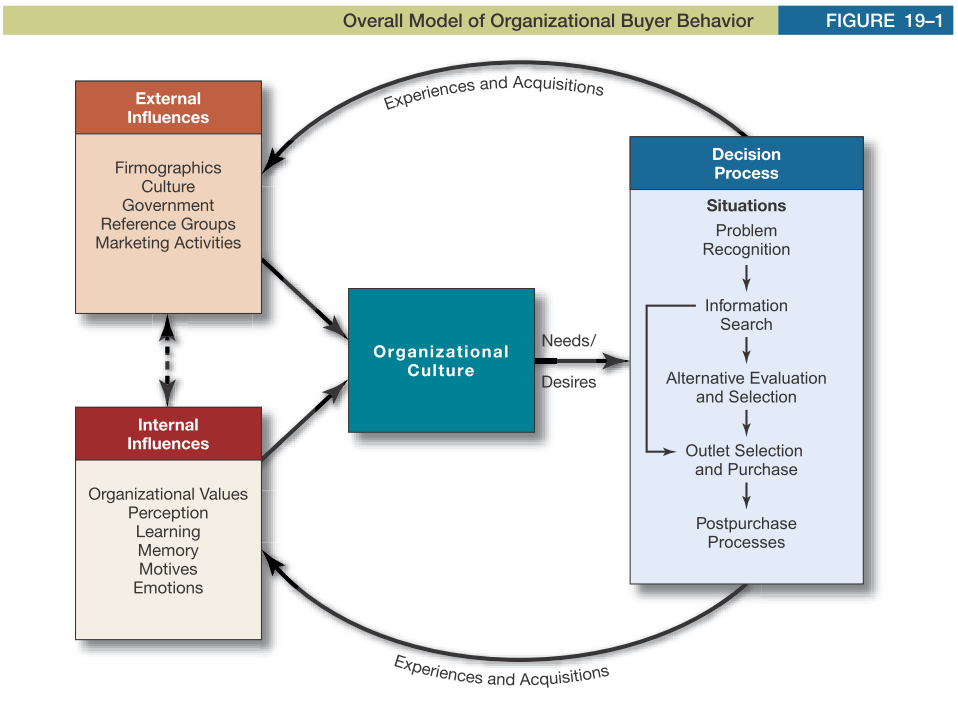 Overall Model of Organizational Buyer Behavior
FIGURE 19–1
Experiences and Acquisitions
External
Influences
Firmographics
Culture
Government
Reference Groups
Marketing Activities
Organizational
Culture
Needs/
Desires
Decision
Process
Situations
Problem
Recognition
Information
Search
Alternative Evaluation
and Selection
Outlet Selection
and Purchase
Postpurchase
Processes
Internal
Influences
Organizational Values
Perception
Learning
Memory
Motives
Emotions
Experiences and Acquisitions